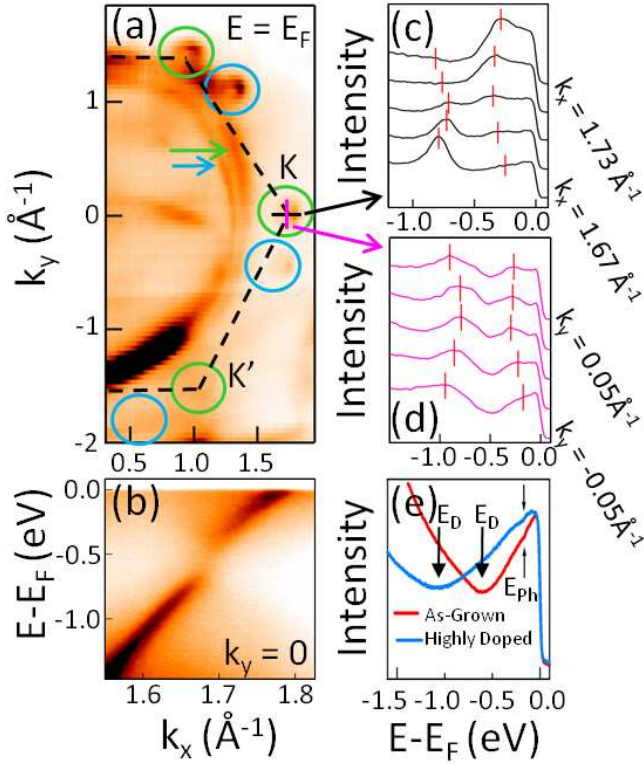 (a) E = E_F
1
0
-1
-2
k_y (Å⁻¹)
K
K'
0.5 1.0 1.5
(b)
0.0
-0.5
-1.0
E-E_F (eV)
k_y = 0
1.6 1.7 1.8
k_x (Å⁻¹)
(c)
Intensity
-1.0 -0.5 0.0
k_x = 1.73 Å⁻¹
k_x = 1.67 Å⁻¹
(d)
Intensity
-1.5 -1.0 -0.5 0.0
k_y = 0.05Å⁻¹
k_y = -0.05Å⁻¹
(e)
Intensity
E_D E_D
E_Ph
As-Grown
Highly Doped
-1.5 -1.0 -0.5 0.0
E-E_F (eV)